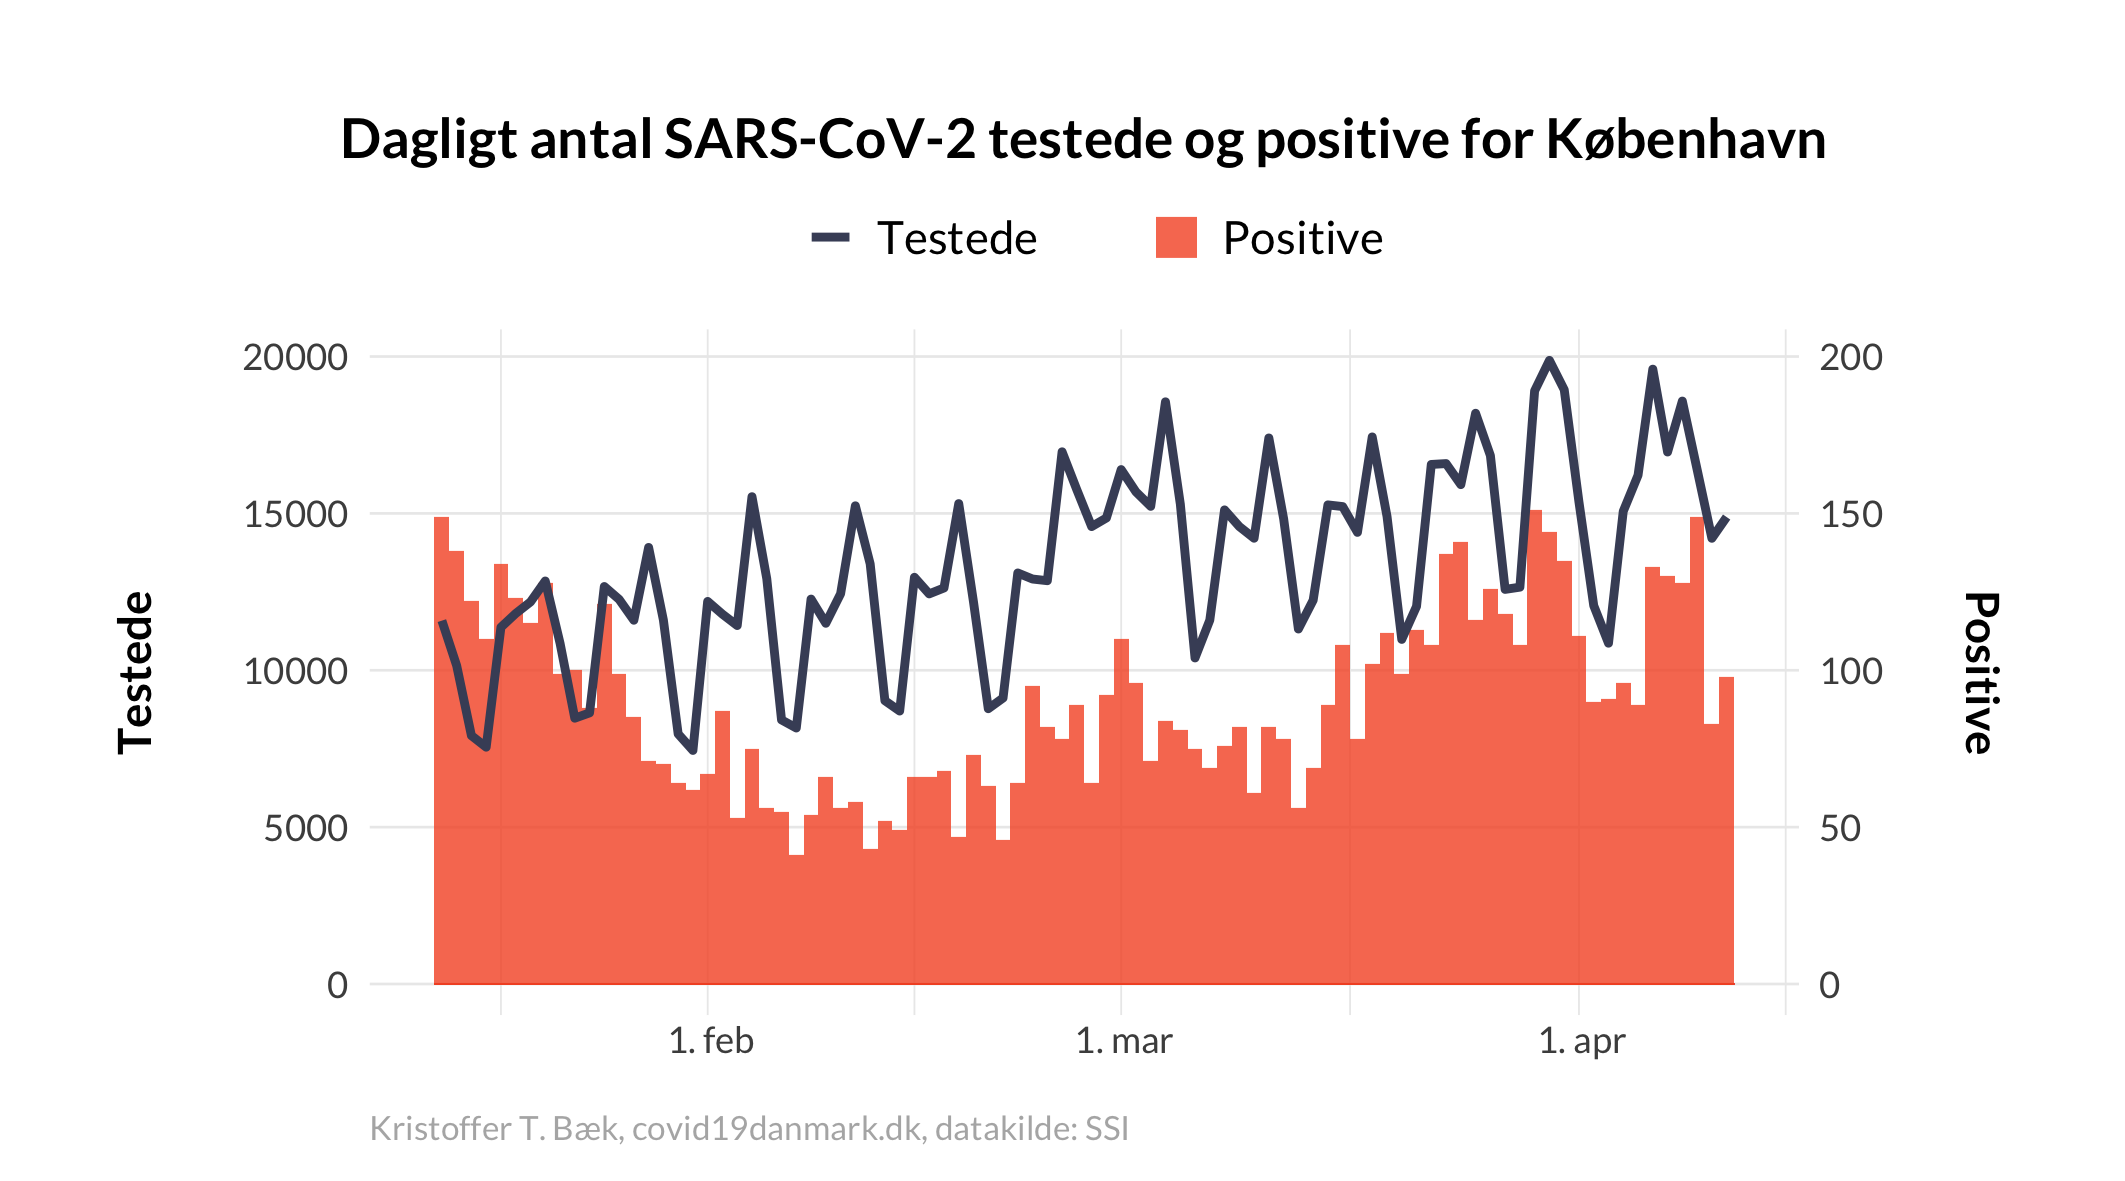 Dagligt antal SARS-CoV-2 testede og positive for København
Testede
Positive
20000
15000
10000
5000
0
Testede
200
150
100
50
0
Positive
1. feb
1. mar
1. apr
Kristoffer T. Bæk, covid19danmark.dk, datakilde: SSI